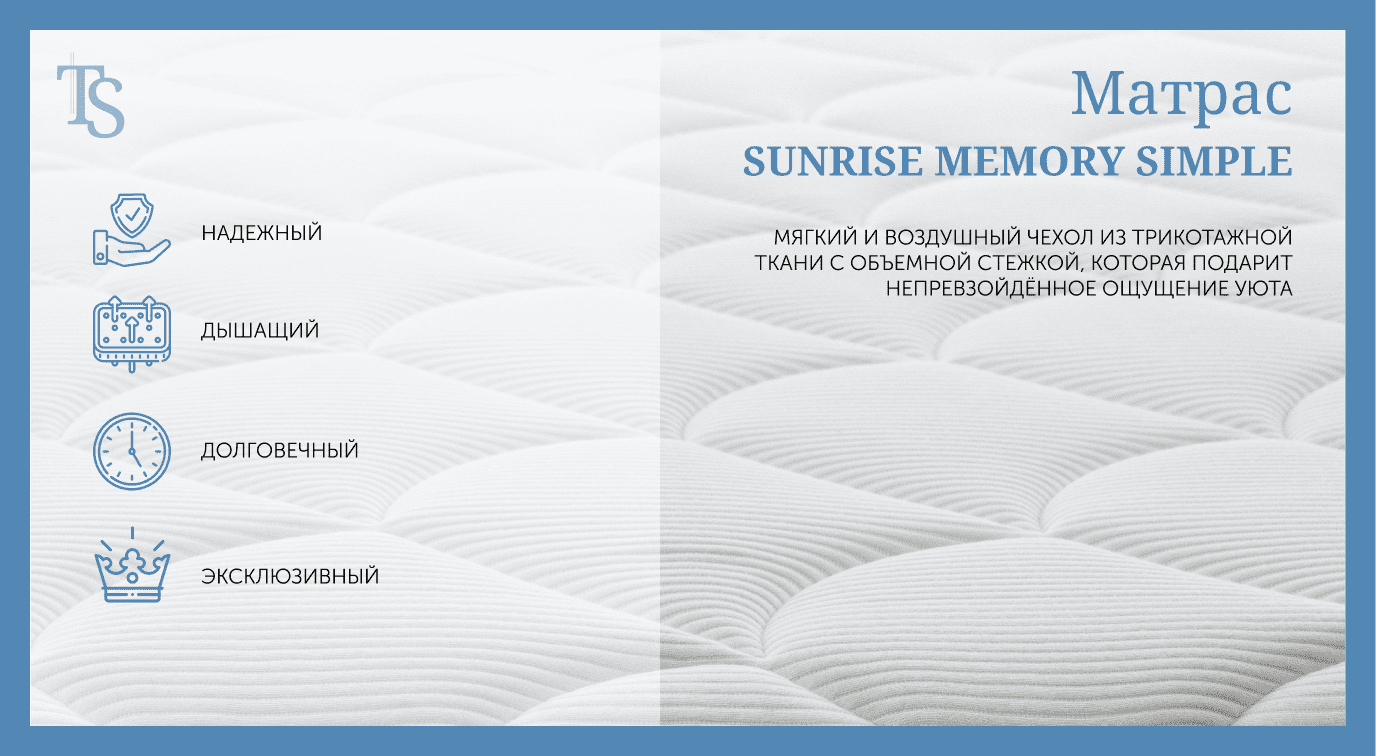 TS
Матрас
SUNRISE MEMORY SIMPLE
МЯГКИЙ И ВОЗДУШНЫЙ ЧЕХОЛ ИЗ ТРИКОТАЖНОЙ
ТКАНИ С ОБЪЕМНОЙ СТЕЖКОЙ, КОТОРАЯ ПОДАРИТ
НЕПРЕВЗОЙДЁННОЕ ОЩУЩЕНИЕ УЮТА
НАДЕЖНЫЙ
ДЫШАЩИЙ
ДОЛГОВЕЧНЫЙ
ЭКСКЛЮЗИВНЫЙ